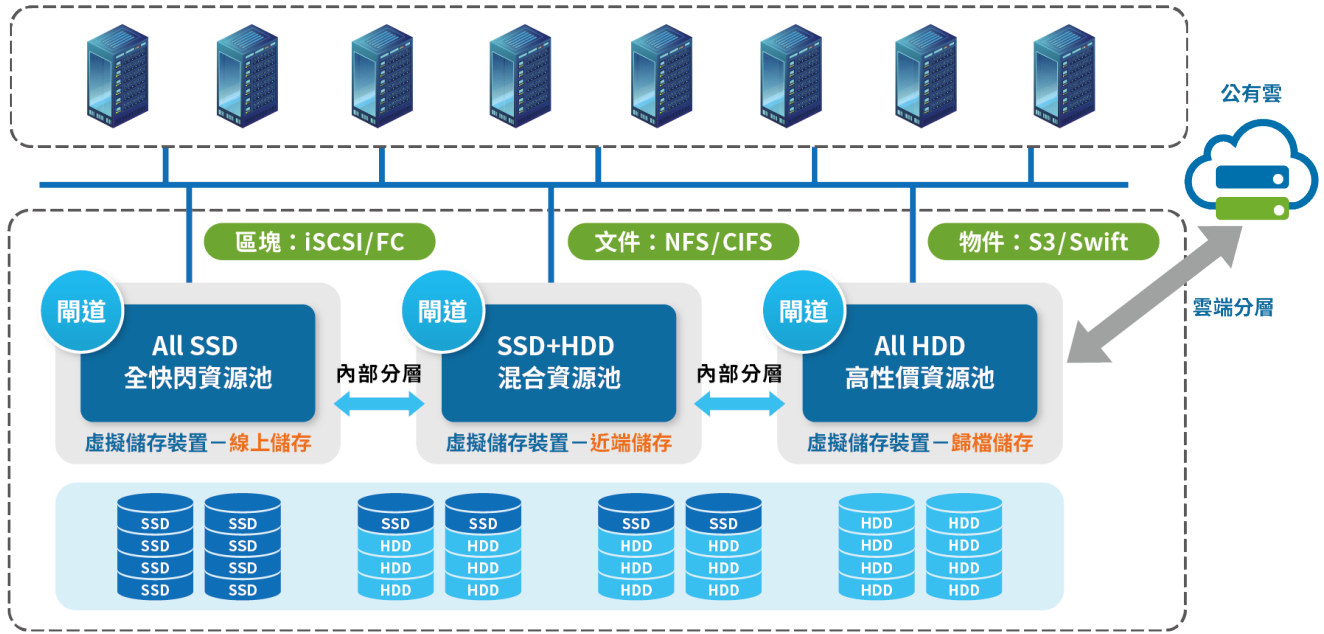 公有雲
區塊：iSCSI/FC
文件：NFS/CIFS
物件：S3/Swift
雲端分層
閘道
All SSD
全快閃資源池
虛擬儲存裝置－線上儲存
內部分層
閘道
SSD+HDD
混合資源池
虛擬儲存裝置－近端儲存
內部分層
閘道
All HDD
高性價資源池
虛擬儲存裝置－歸檔儲存
SSD
SSD
SSD
SSD
SSD
SSD
SSD
SSD
SSD
HDD
HDD
HDD
SSD
HDD
HDD
HDD
SSD
HDD
HDD
HDD
SSD
HDD
HDD
HDD
HDD
HDD
HDD
HDD
HDD
HDD
HDD
HDD